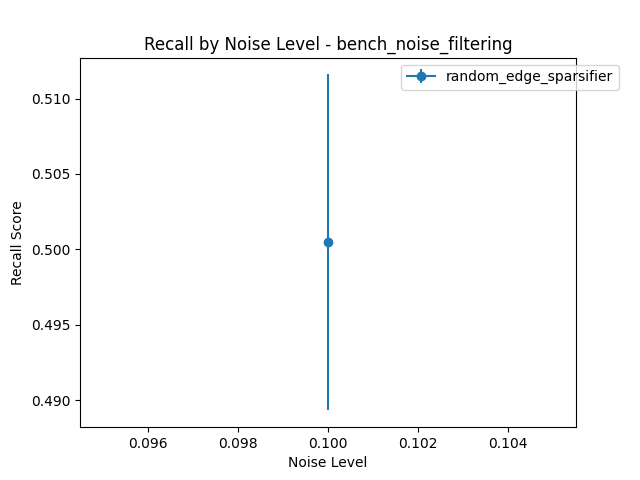 Recall by Noise Level - bench_noise_filtering
random_edge_sparsifier
0.510
0.505
0.500
0.495
0.490
Recall Score
0.096
0.098
0.100
0.102
0.104
Noise Level